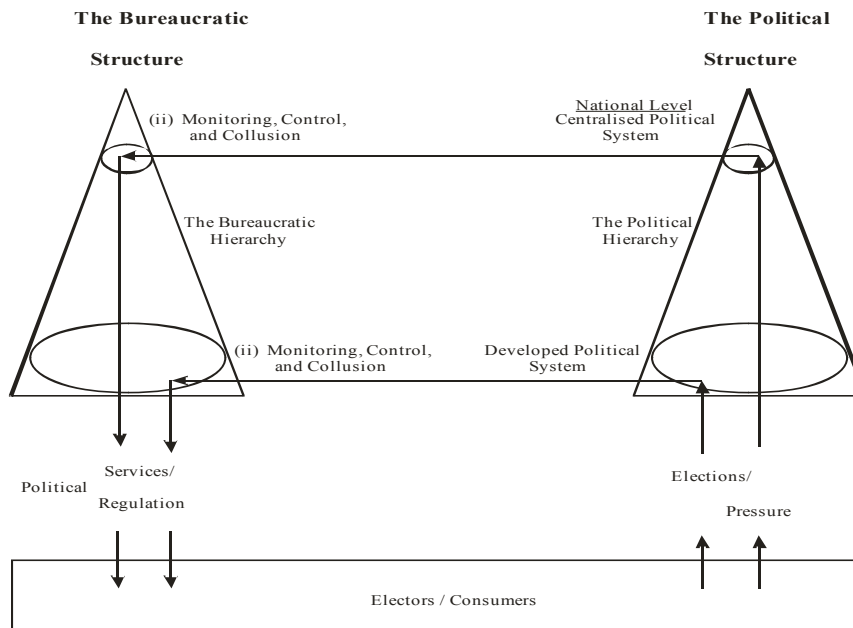 The Bureaucratic
Structure
The Political
Structure
(ii) Monitoring, Control,
and Collusion
National Level
Centralised Political
System
The Bureaucratic
Hierarchy
The Political
Hierarchy
(ii) Monitoring, Control,
and Collusion
Developed Political
System
Political
Services/
Regulation
Elections/
Pressure
Electors / Consumers